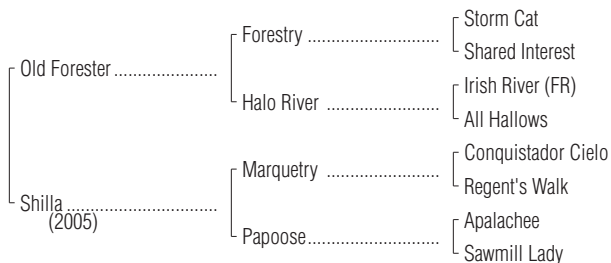 Storm Cat
Forestry ........................................
Shared Interest
Old Forester ........................
Irish River (FR)
Halo River ..................................
All Hallows
Conquistador Cielo
Marquetry ..................................
Regent's Walk
Shilla .......................................
(2005)
Apalachee
Papoose ........................................
Sawmill Lady